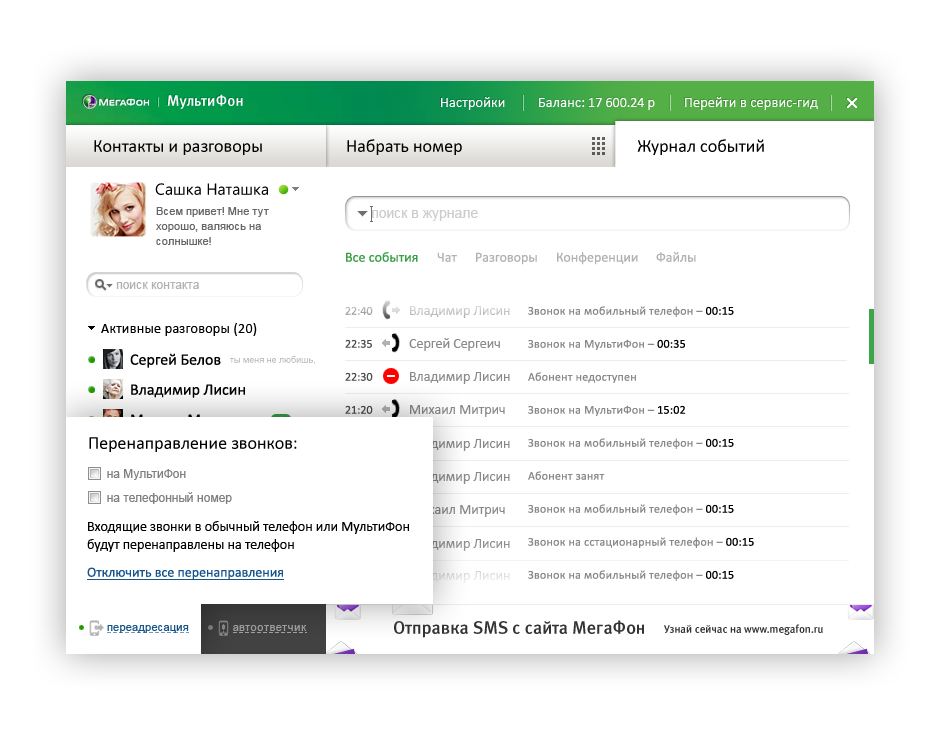 МЕГАФОН | МультиФон
Настройки
Баланс: 17 600.24 р
Перейти в сервис-гид
Контакты и разговоры
Набрать номер
Журнал событий
Сашка Наташка
Всем привет! Мне тут
хорошо, валяюсь на
солнышке!
поиск контакта
Активные разговоры (20)
Сергей Белов ты меня не любишь,
Владимир Лисин
поиск в журнале
Все события Чат Разговоры Конференции Файлы
22:40 Владимир Лисин Звонок на мобильный телефон – 00:15
22:35 Сергей Сергеич Звонок на МультиФон – 00:35
22:30 Владимир Лисин Абонент недоступен
21:20 Михаил Митрич Звонок на МультиФон – 15:02
димир Лисин Звонок на мобильный телефон – 00:15
димир Лисин Абонент занят
хаил Митрич Звонок на мобильный телефон – 00:15
димир Лисин Звонок на сстационарный телефон – 00:15
димир Лисин Звонок на мобильный телефон – 00:15
Перенаправление звонков:
на МультиФон
на телефонный номер
Входящие звонки в обычный телефон или МультиФон
будут перенаправлены на телефон
Отключить все перенаправления
переадресация
автоответчик
Отправка SMS с сайта МегаФон
Узнай сейчас на www.megafon.ru